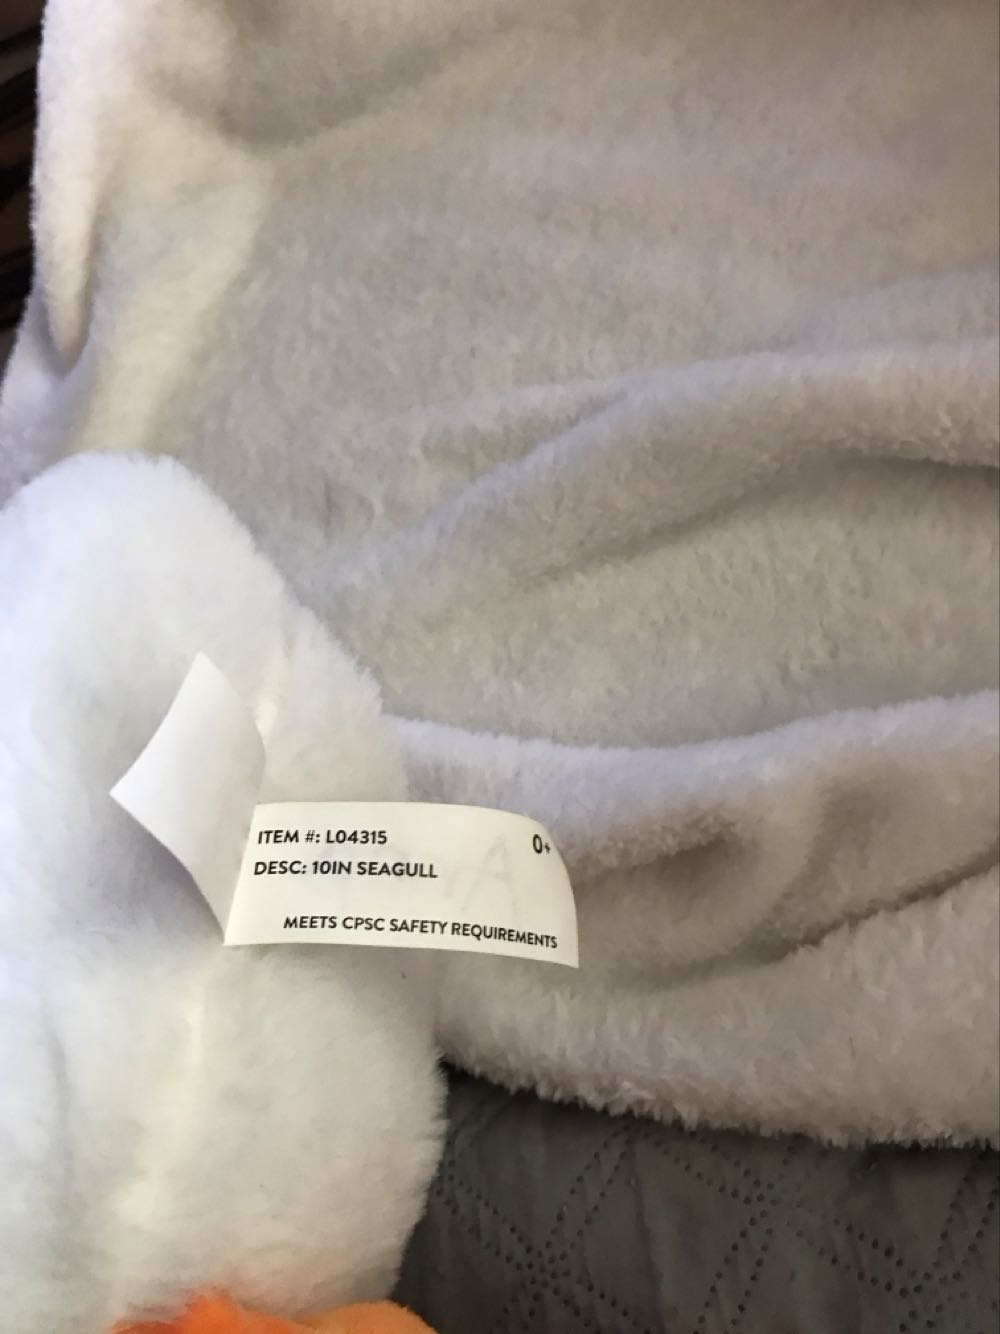 ITEM #: L04315
0+
DESC: 10IN SEAGULL
MEETS CPSC SAFETY REQUIREMENTS